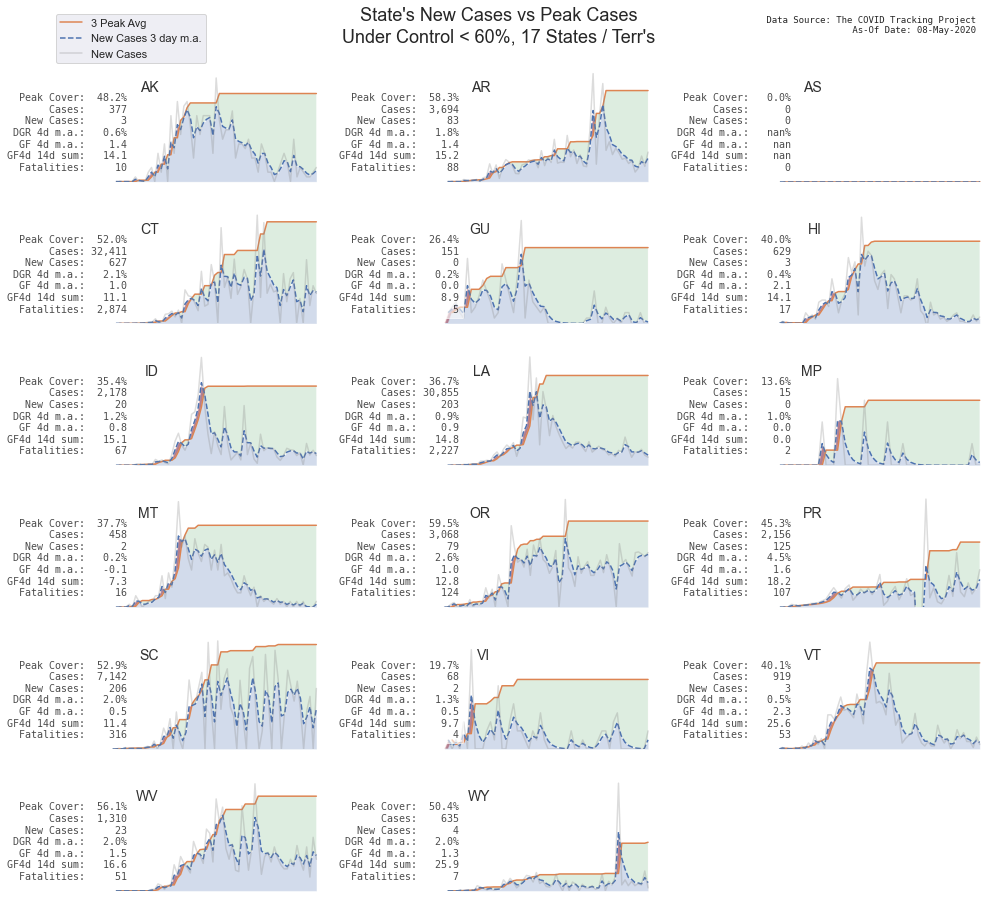 State's New Cases vs Peak Cases
Under Control < 60%, 17 States / Terr's
3 Peak Avg
New Cases 3 day m.a.
New Cases
Data Source: The COVID Tracking Project
As-Of Date: 08-May-2020
AK
Peak Cover: 48.2%
Cases: 377
New Cases: 3
DGR 4d m.a.: 0.6%
GF 4d m.a.: 1.4
GF4d 14d sum: 14.1
Fatalities: 10
AR
Peak Cover: 58.3%
Cases: 3,694
New Cases: 83
DGR 4d m.a.: 1.8%
GF 4d m.a.: 1.4
GF4d 14d sum: 15.2
Fatalities: 88
AS
Peak Cover: 0.0%
Cases: 0
New Cases: 0
DGR 4d m.a.: nan%
GF 4d m.a.: nan
GF4d 14d sum: nan
Fatalities: 0
CT
Peak Cover: 52.0%
Cases: 32,411
New Cases: 627
DGR 4d m.a.: 2.1%
GF 4d m.a.: 1.0
GF4d 14d sum: 11.1
Fatalities: 2,874
GU
Peak Cover: 26.4%
Cases: 151
New Cases: 0
DGR 4d m.a.: 0.2%
GF 4d m.a.: 0.0
GF4d 14d sum: 8.9
Fatalities: 5
HI
Peak Cover: 40.0%
Cases: 629
New Cases: 3
DGR 4d m.a.: 0.4%
GF 4d m.a.: 2.1
GF4d 14d sum: 14.1
Fatalities: 17
ID
Peak Cover: 35.4%
Cases: 2,178
New Cases: 20
DGR 4d m.a.: 1.2%
GF 4d m.a.: 0.8
GF4d 14d sum: 15.1
Fatalities: 67
LA
Peak Cover: 36.7%
Cases: 30,855
New Cases: 203
DGR 4d m.a.: 0.9%
GF 4d m.a.: 0.9
GF4d 14d sum: 14.8
Fatalities: 2,227
MP
Peak Cover: 13.6%
Cases: 15
New Cases: 0
DGR 4d m.a.: 1.0%
GF 4d m.a.: 0.0
GF4d 14d sum: 0.0
Fatalities: 2
MT
Peak Cover: 37.7%
Cases: 458
New Cases: 2
DGR 4d m.a.: 0.2%
GF 4d m.a.: -0.1
GF4d 14d sum: 7.3
Fatalities: 16
OR
Peak Cover: 59.5%
Cases: 3,068
New Cases: 79
DGR 4d m.a.: 2.6%
GF 4d m.a.: 1.0
GF4d 14d sum: 12.8
Fatalities: 124
PR
Peak Cover: 45.3%
Cases: 2,156
New Cases: 125
DGR 4d m.a.: 4.5%
GF 4d m.a.: 1.6
GF4d 14d sum: 18.2
Fatalities: 107
SC
Peak Cover: 52.9%
Cases: 7,142
New Cases: 206
DGR 4d m.a.: 2.0%
GF 4d m.a.: 0.5
GF4d 14d sum: 11.4
Fatalities: 316
VI
Peak Cover: 19.7%
Cases: 68
New Cases: 2
DGR 4d m.a.: 1.3%
GF 4d m.a.: 0.5
GF4d 14d sum: 9.7
Fatalities: 4
VT
Peak Cover: 40.1%
Cases: 919
New Cases: 3
DGR 4d m.a.: 0.5%
GF 4d m.a.: 2.3
GF4d 14d sum: 25.6
Fatalities: 53
WV
Peak Cover: 56.1%
Cases: 1,310
New Cases: 23
DGR 4d m.a.: 2.0%
GF 4d m.a.: 1.5
GF4d 14d sum: 16.6
Fatalities: 51
WY
Peak Cover: 50.4%
Cases: 635
New Cases: 4
DGR 4d m.a.: 2.0%
GF 4d m.a.: 1.3
GF4d 14d sum: 25.9
Fatalities: 7